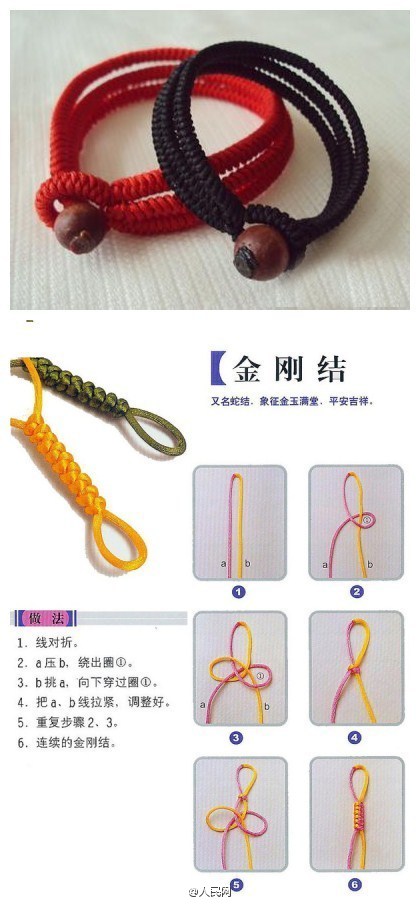 金刚结
又名蛇结、象征金玉满堂、平安吉祥。
a b
①
a b
1 2
做法
1. 线对折。
2. a压b，绕出圈①。
3. b挑a，向下穿过圈①。
4. 把a、b线拉紧，调整好。
5. 重复步骤2、3。
6. 连续的金刚结。
①
a b
3 4
5 6
@人民网